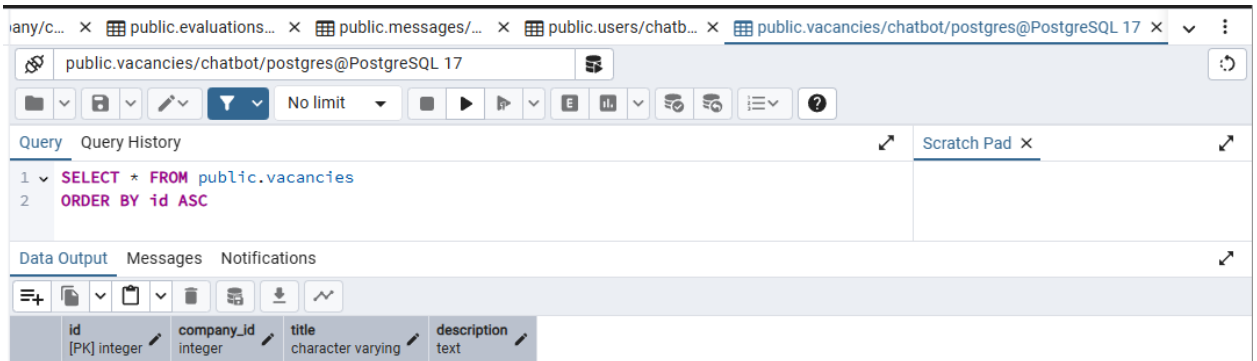 any/c... × public.evaluations... × public.messages/... × public.users/chatb... × public.vacancies/chatbot/postgres@PostgreSQL 17 ×
public.vacancies/chatbot/postgres@PostgreSQL 17
No limit E ?
Query Query History Scratch Pad ×
1 SELECT * FROM public.vacancies
2 ORDER BY id ASC
Data Output Messages Notifications
id company_id title description
[PK] integer integer character varying text